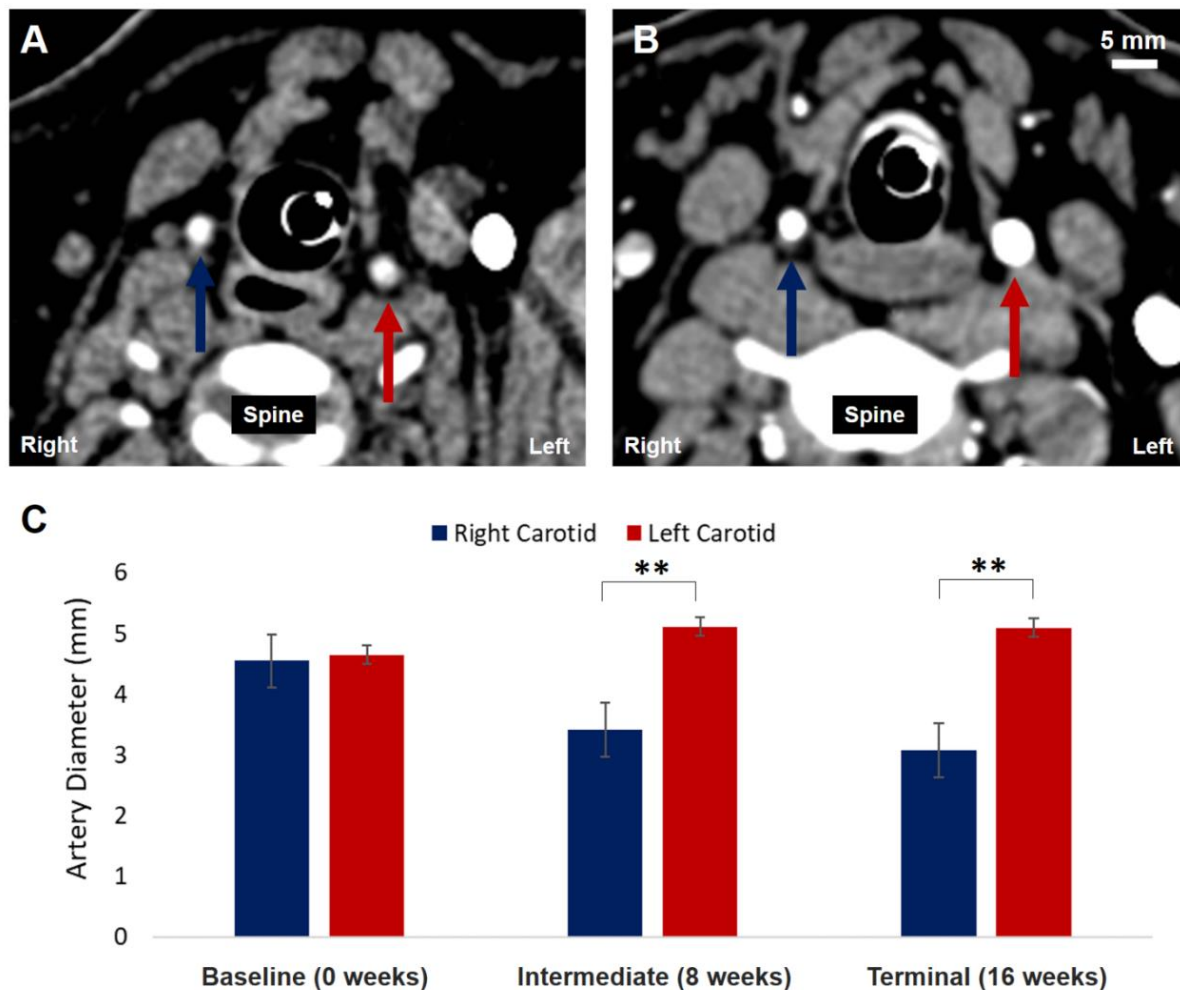 A
B
5 mm
Spine
Right
Left
Spine
Right
Left
C
Right Carotid
Left Carotid
Artery Diameter (mm)
6
5
4
3
2
1
0
**
**
Baseline (0 weeks)
Intermediate (8 weeks)
Terminal (16 weeks)